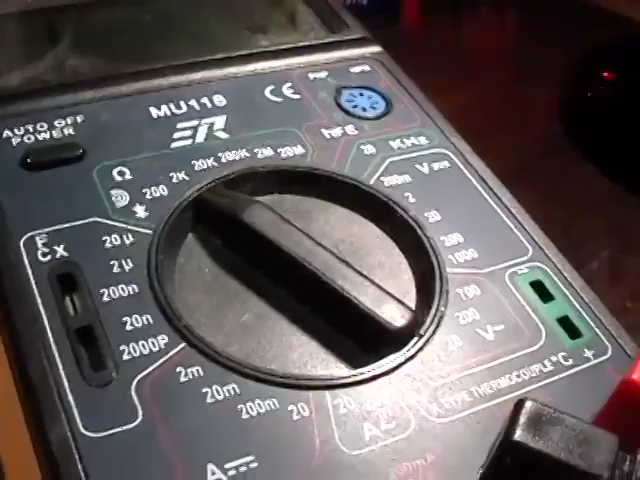 MU118
CE
AUTO OFF
POWER
ER
hFE
Ω
200
2K
20K
2M
20M
20 KHz
200m
V
2
20
200
1000
700
200
20
V~
F
CX
20µ
2µ
200n
20n
2000P
2m
20m
200m
20
A
20
K TYPE THERMOCOUPLE °C
+